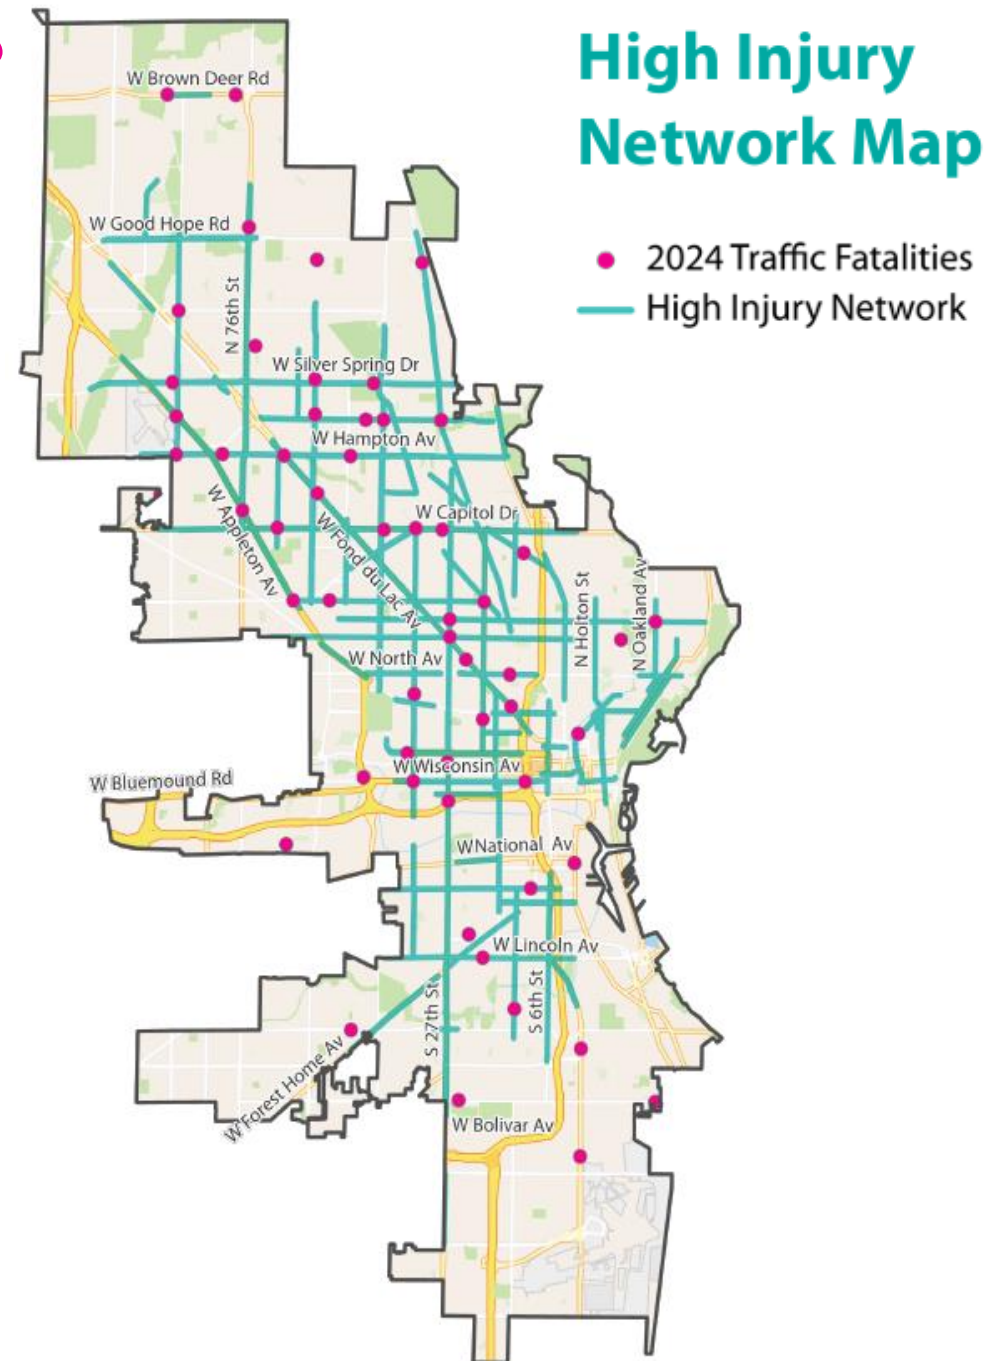 High Injury
Network Map
2024 Traffic Fatalities
High Injury Network
W Brown Deer Rd
W Good Hope Rd
N 76th St
W Silver Spring Dr
W Hampton Av
W Capitol Dr
W Appleton Av
W Fond du Lac Av
N Holton St
N Oakland Av
W North Av
W Wisconsin Av
W Bluemound Rd
W National Av
W Lincoln Av
S 27th St
S 6th St
W Forest Home Av
W Bolivar Av